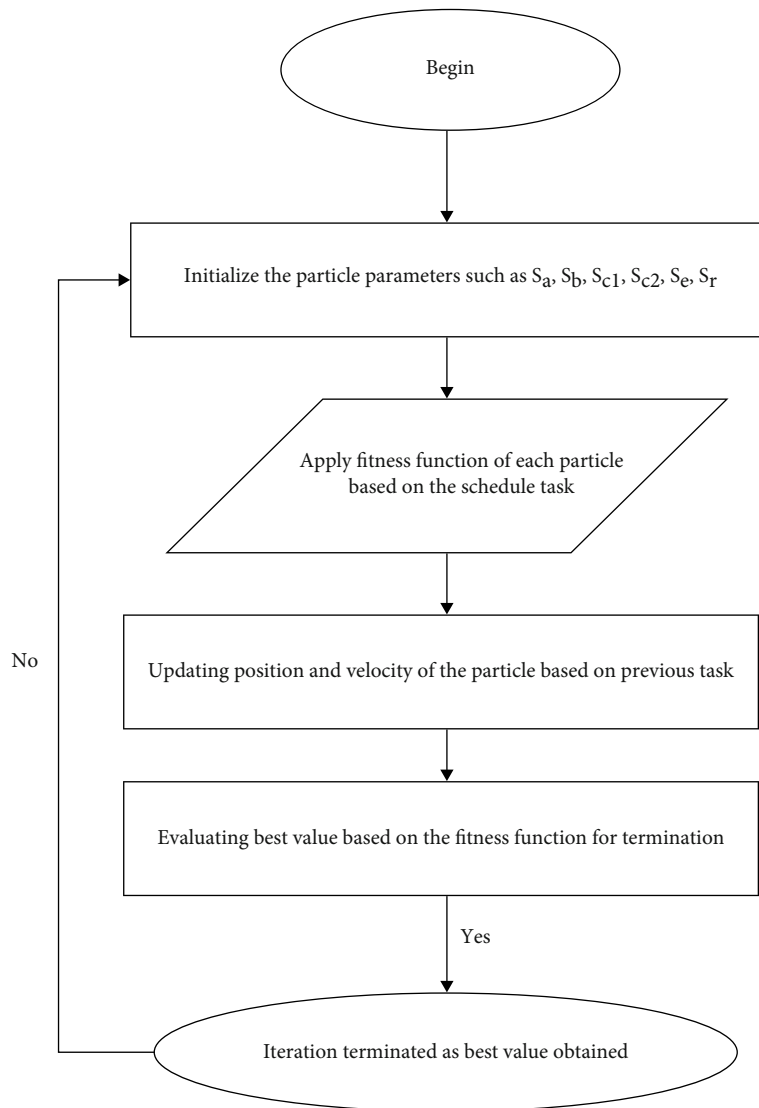 Begin
Initialize the particle parameters such as Sa, Sb, Sc1, Sc2, Se, Sr
Apply fitness function of each particle
based on the schedule task
Updating position and velocity of the particle based on previous task
No
Evaluating best value based on the fitness function for termination
Yes
Iteration terminated as best value obtained